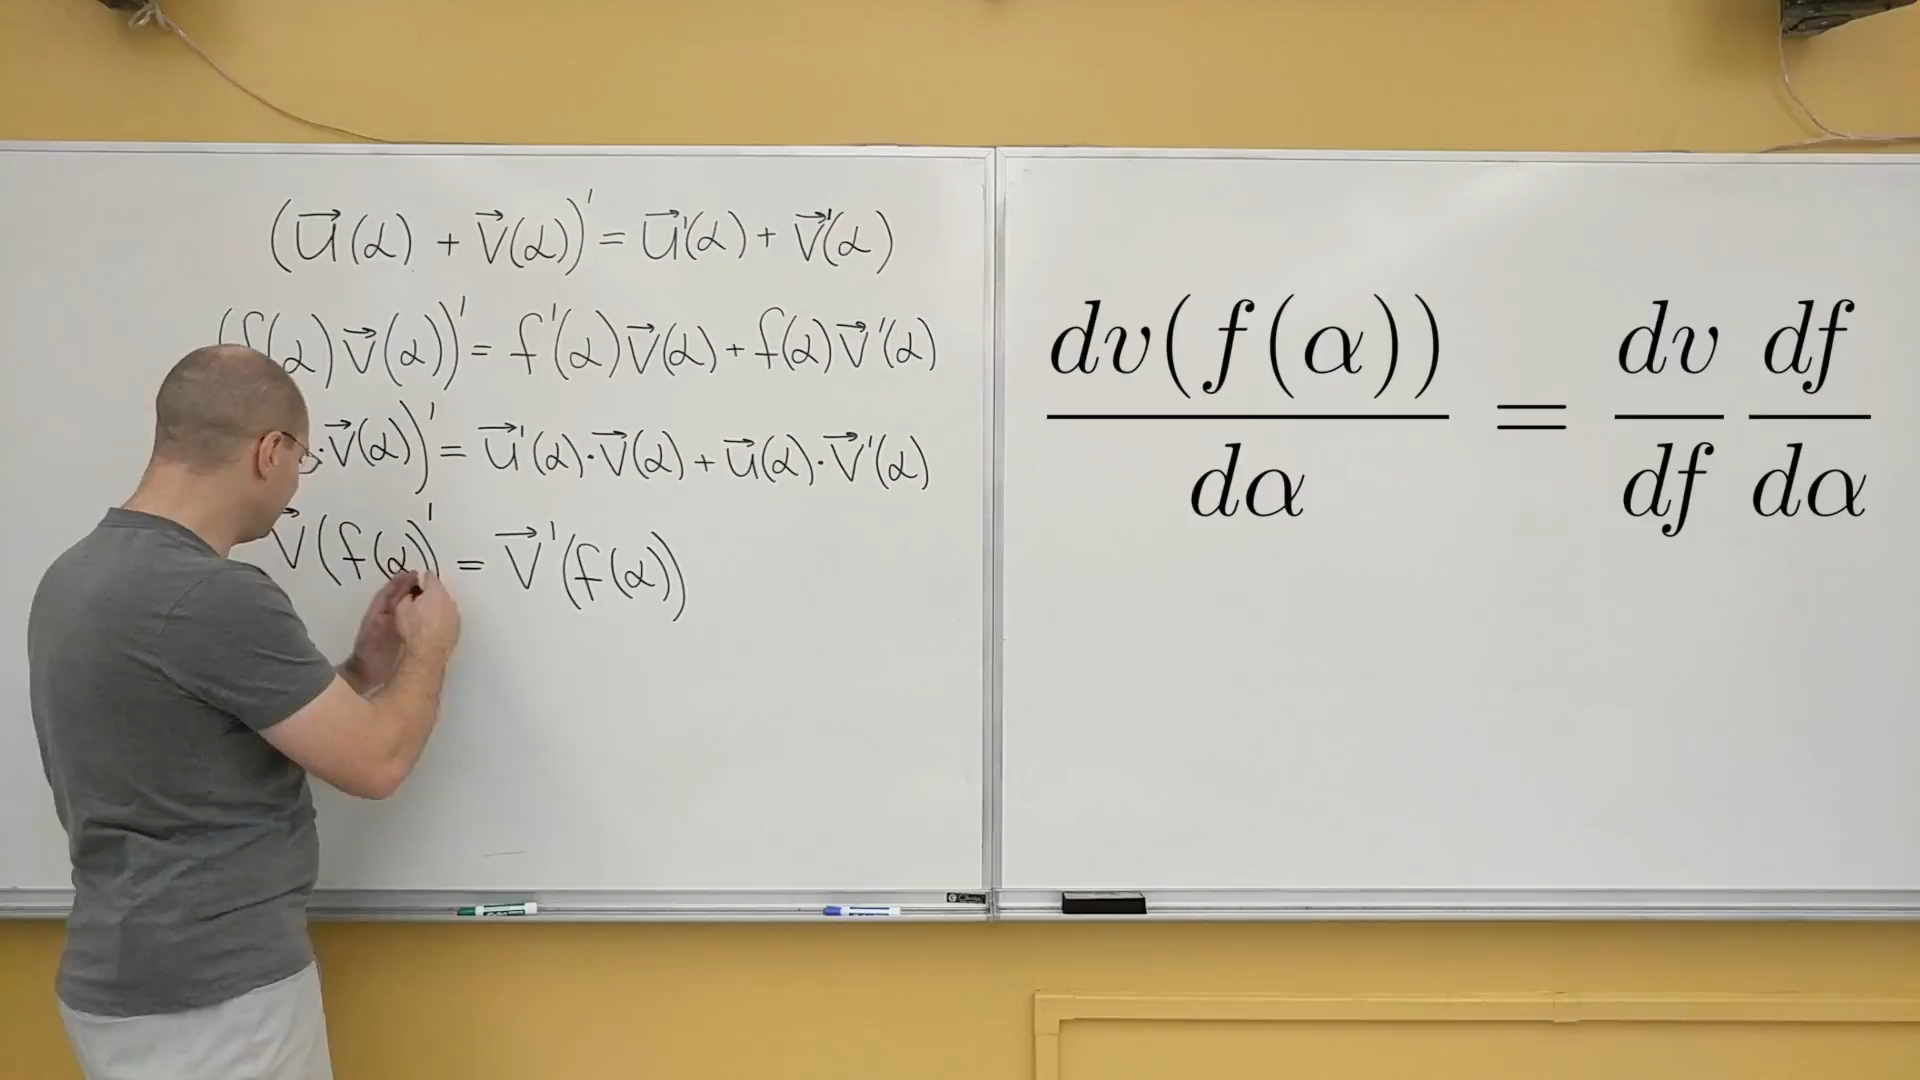 (u⃗(α) + v⃗(α))' = u⃗'(α) + v⃗'(α)
(f(α) v⃗(α))' = f'(α) v⃗(α) + f(α) v⃗'(α)
· v⃗(α))' = u⃗'(α) · v⃗(α) + u⃗(α) · v⃗'(α)
v⃗(f(α))' = v⃗'(f(α))
dv(f(α))/dα = dv/df df/dα